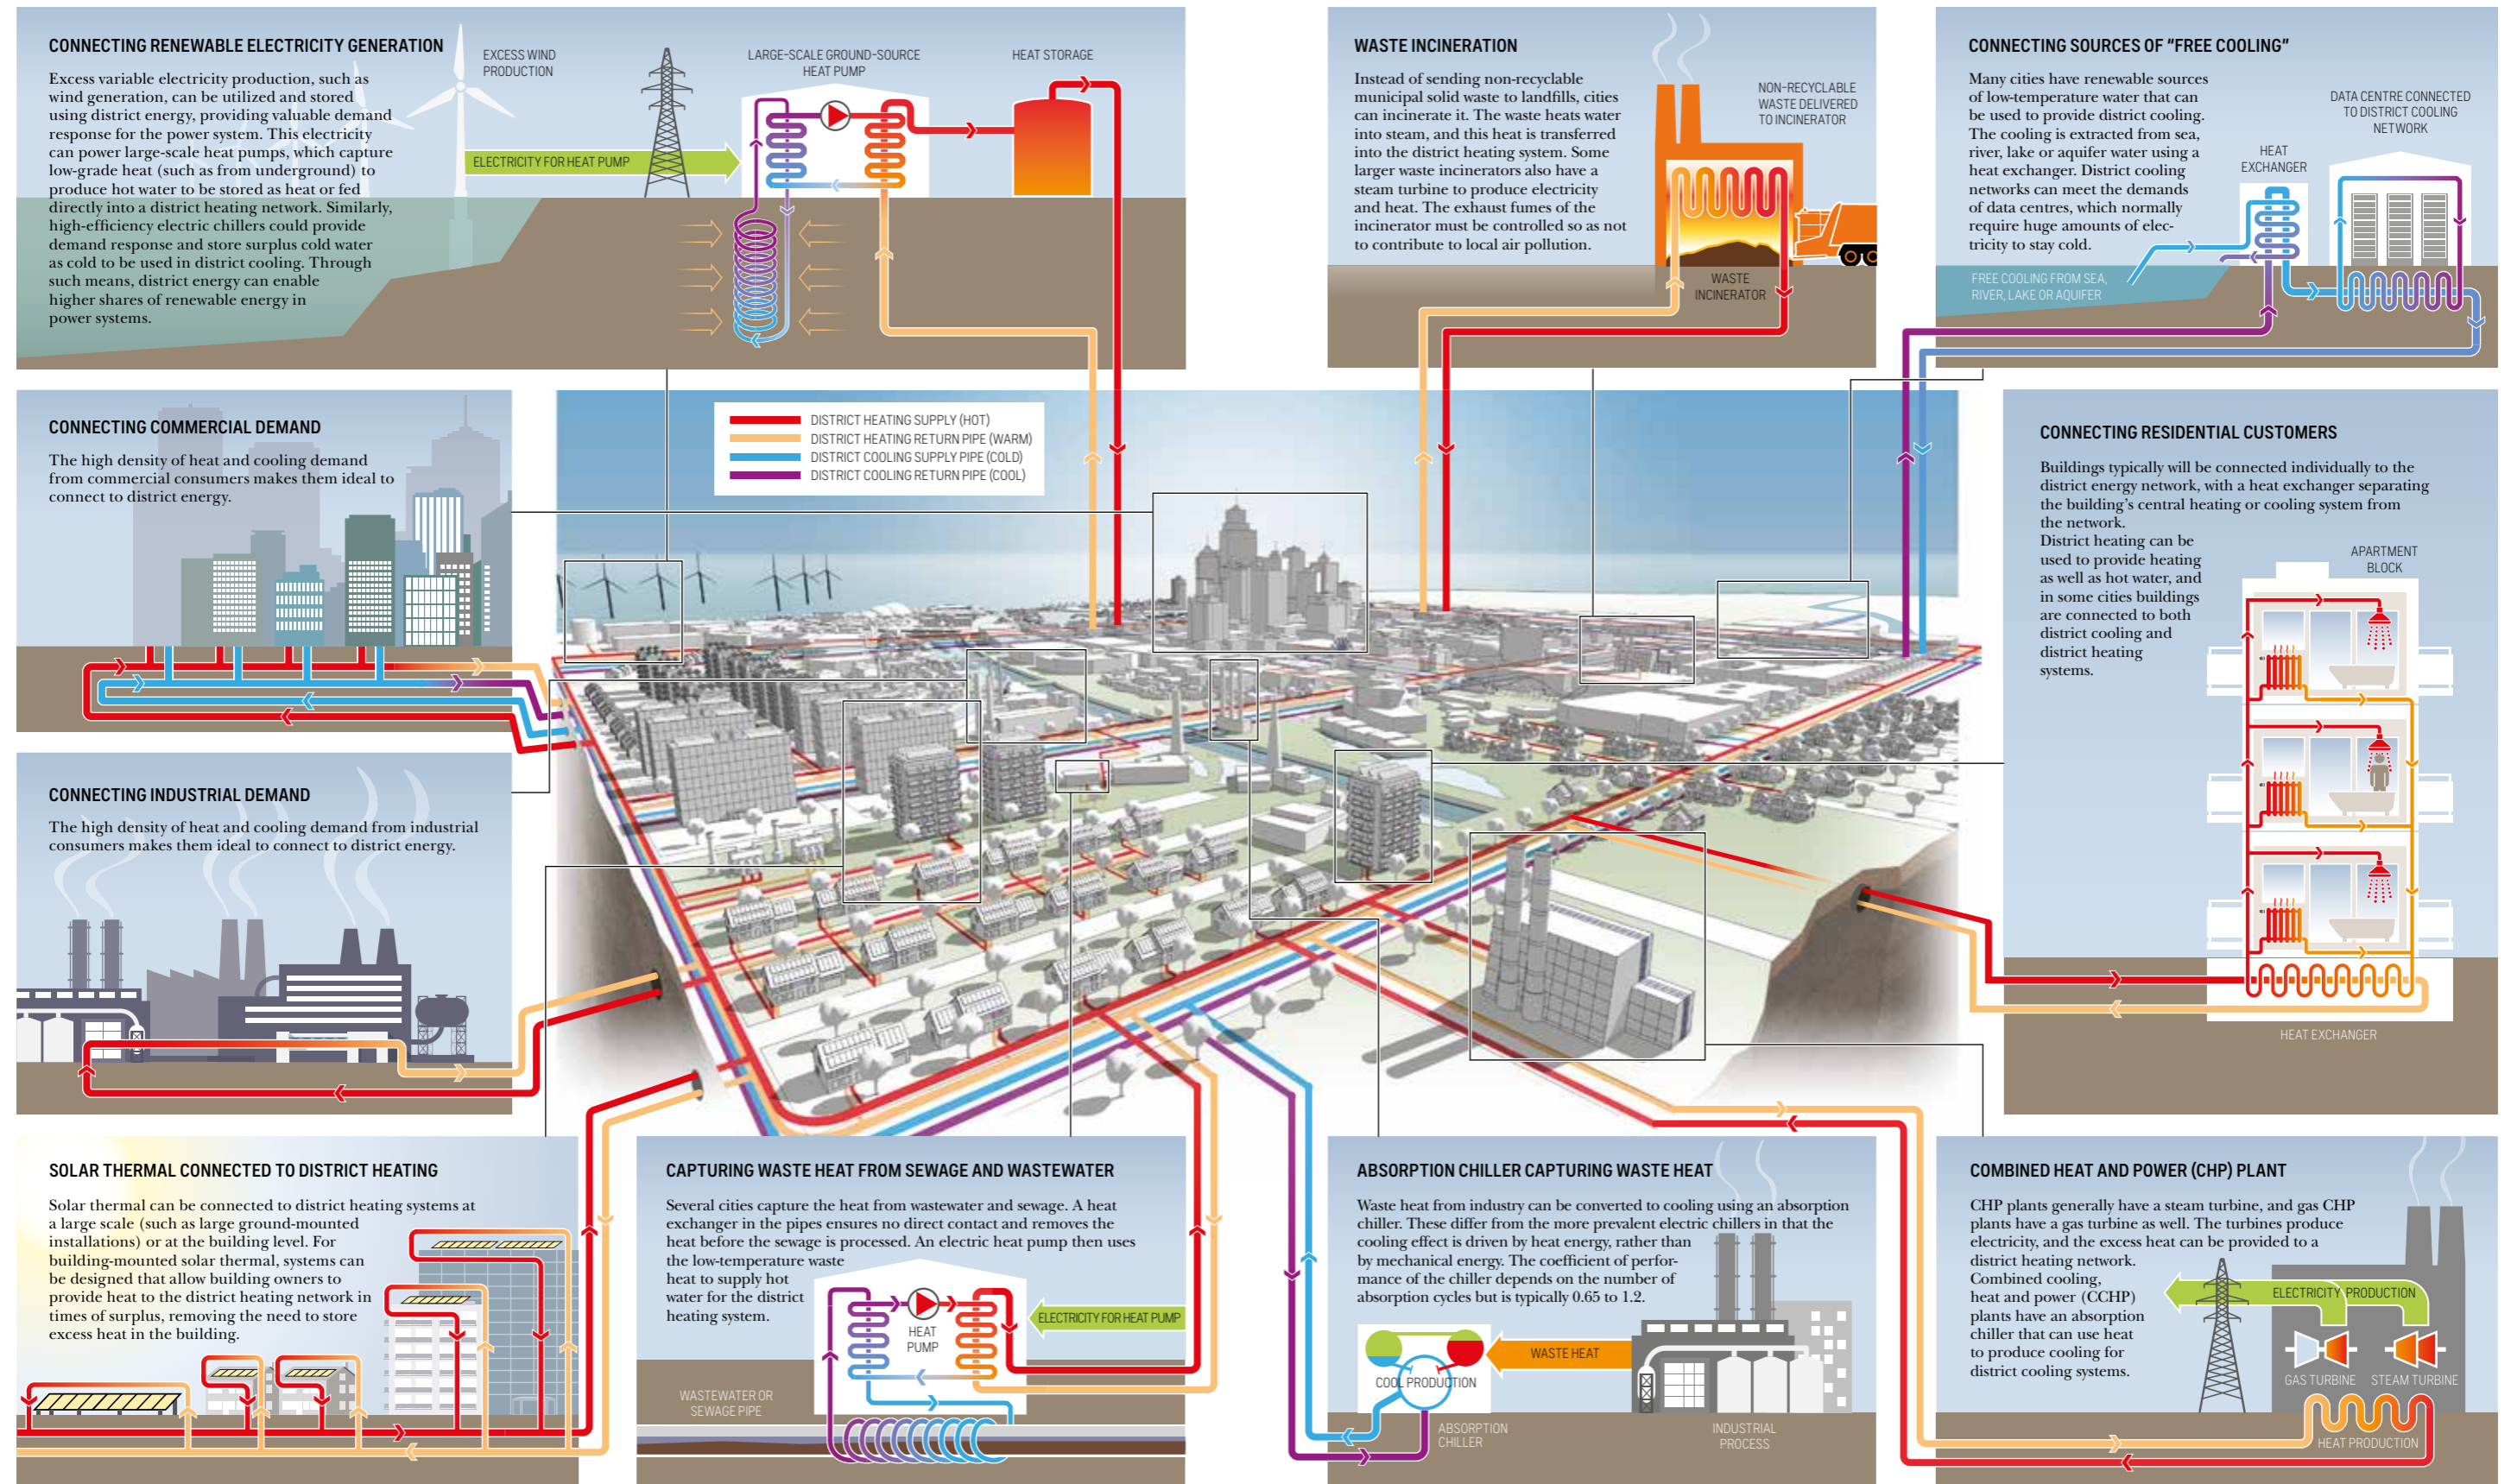 CONNECTING RENEWABLE ELECTRICITY GENERATION
Excess variable electricity production, such as
wind generation, can be utilized and stored
using district energy, providing valuable demand
response for the power system. This electricity
can power large-scale heat pumps, which capture
low-grade heat (such as from underground) to
produce hot water to be stored as heat or fed
directly into a district heating network. Similarly,
high-efficiency electric chillers could provide
demand response and store surplus cold water
as cold to be used in district cooling. Through
such means, district energy can enable
higher shares of renewable energy in
power systems.
EXCESS WIND
PRODUCTION
LARGE-SCALE GROUND-SOURCE
HEAT PUMP
HEAT STORAGE
ELECTRICITY FOR HEAT PUMP
WASTE INCINERATION
Instead of sending non-recyclable
municipal solid waste to landfills, cities
can incinerate it. The waste heats water
into steam, and this heat is transferred
into the district heating system. Some
larger waste incinerators also have a
steam turbine to produce electricity
and heat. The exhaust fumes of the
incinerator must be controlled so as not
to contribute to local air pollution.
NON-RECYCLABLE
WASTE DELIVERED
TO INCINERATOR
WASTE
INCINERATOR
CONNECTING SOURCES OF "FREE COOLING"
Many cities have renewable sources
of low-temperature water that can
be used to provide district cooling.
The cooling is extracted from sea,
river, lake or aquifer water using a
heat exchanger. District cooling
networks can meet the demands
of data centres, which normally
require huge amounts of elec-
tricity to stay cold.
DATA CENTRE CONNECTED
TO DISTRICT COOLING
NETWORK
HEAT
EXCHANGER
FREE COOLING FROM SEA,
RIVER, LAKE OR AQUIFER
CONNECTING COMMERCIAL DEMAND
The high density of heat and cooling demand
from commercial consumers makes them ideal to
connect to district energy.
DISTRICT HEATING SUPPLY (HOT)
DISTRICT HEATING RETURN PIPE (WARM)
DISTRICT COOLING SUPPLY PIPE (COLD)
DISTRICT COOLING RETURN PIPE (COOL)
CONNECTING RESIDENTIAL CUSTOMERS
Buildings typically will be connected individually to the
district energy network, with a heat exchanger separating
the building's central heating or cooling system from
the network.
District heating can be
used to provide heating
as well as hot water, and
in some cities buildings
are connected to both
district cooling and
district heating
systems.
APARTMENT
BLOCK
HEAT EXCHANGER
CONNECTING INDUSTRIAL DEMAND
The high density of heat and cooling demand from industrial
consumers makes them ideal to connect to district energy.
SOLAR THERMAL CONNECTED TO DISTRICT HEATING
Solar thermal can be connected to district heating systems at
a large scale (such as large ground-mounted
installations) or at the building level. For
building-mounted solar thermal, systems can
be designed that allow building owners to
provide heat to the district heating network in
times of surplus, removing the need to store
excess heat in the building.
CAPTURING WASTE HEAT FROM SEWAGE AND WASTEWATER
Several cities capture the heat from wastewater and sewage. A heat
exchanger in the pipes ensures no direct contact and removes the
heat before the sewage is processed. An electric heat pump then uses
the low-temperature waste
heat to supply hot
water for the district
heating system.
HEAT
PUMP
ELECTRICITY FOR HEAT PUMP
WASTEWATER OR
SEWAGE PIPE
ABSORPTION CHILLER CAPTURING WASTE HEAT
Waste heat from industry can be converted to cooling using an absorption
chiller. These differ from the more prevalent electric chillers in that the
cooling effect is driven by heat energy, rather than
by mechanical energy. The coefficient of perfor-
mance of the chiller depends on the number of
absorption cycles but is typically 0.65 to 1.2.
WASTE HEAT
COOL PRODUCTION
ABSORPTION
CHILLER
INDUSTRIAL
PROCESS
COMBINED HEAT AND POWER (CHP) PLANT
CHP plants generally have a steam turbine, and gas CHP
plants have a gas turbine as well. The turbines produce
electricity, and the excess heat can be provided to a
district heating network.
Combined cooling,
heat and power (CCHP)
plants have an absorption
chiller that can use heat
to produce cooling for
district cooling systems.
ELECTRICITY PRODUCTION
GAS TURBINE
STEAM TURBINE
HEAT PRODUCTION